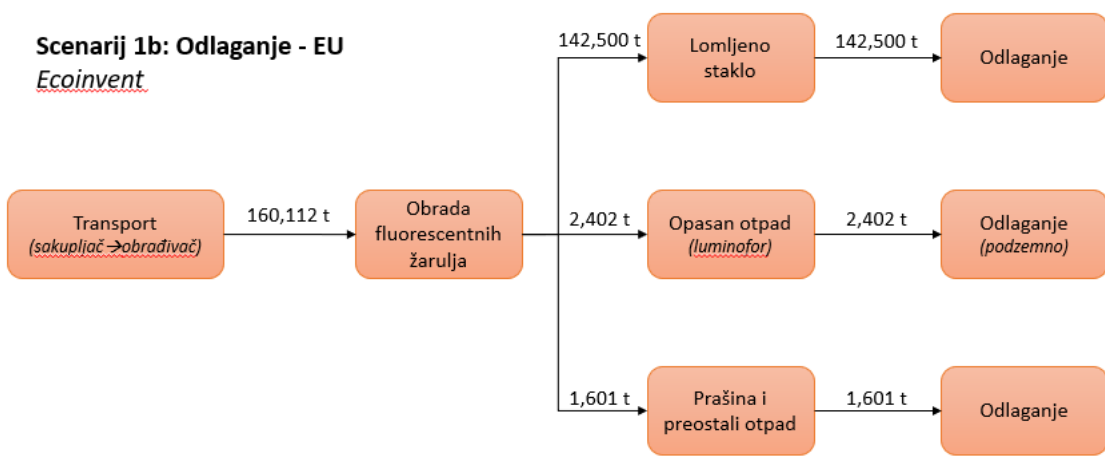 Scenarij 1b: Odlaganje - EU
Ecoinvent
142,500 t
Lomljeno
staklo
142,500 t
Odlaganje
Transport
(sakupljač→obrađivač)
160,112 t
Obrada
fluorescentnih
žarulja
2,402 t
Opasan otpad
(luminofor)
2,402 t
Odlaganje
(podzemno)
1,601 t
Prašina i
preostali otpad
1,601 t
Odlaganje